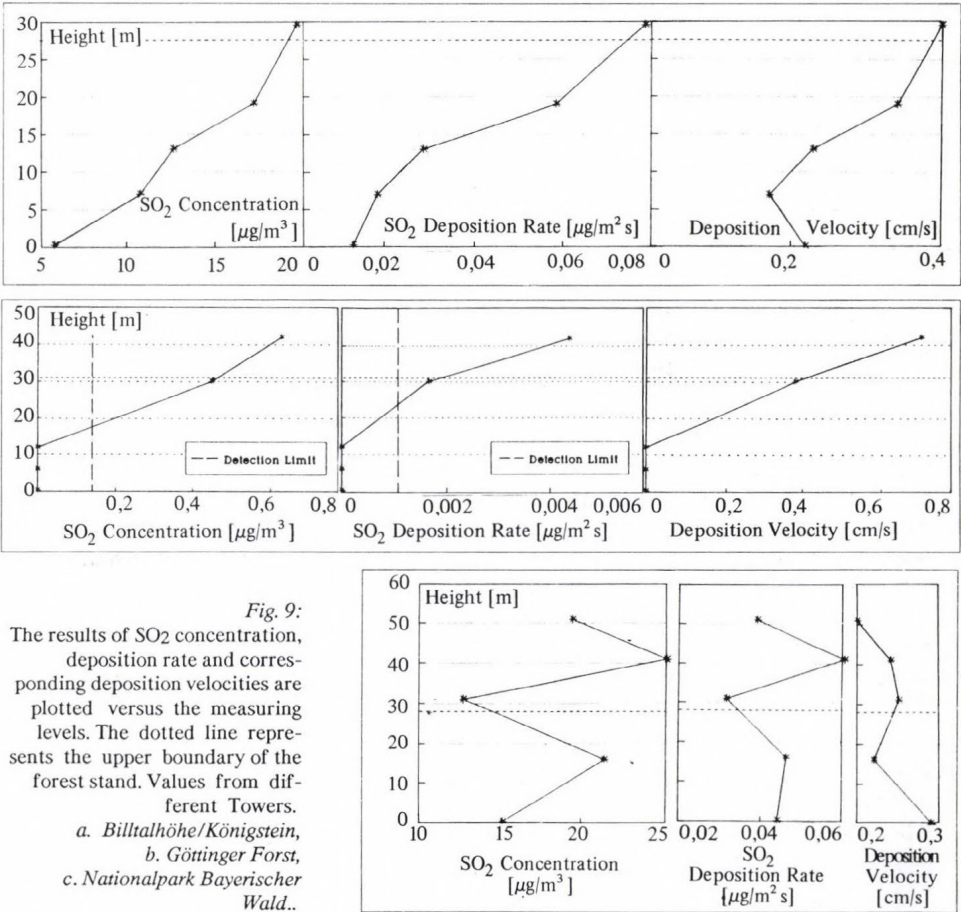 30
Height [m]
25
20
15
10
5
0
SO2 Concentration
[µg/m3]
SO2 Deposition Rate [µg/m2 s]
Deposition Velocity [cm/s]
5 10 15 20 0 0,02 0,04 0,06 0,08 0 0,2 0,4
50
Height [m]
40
30
20
10
0
Detection Limit
Detection Limit
0,2 0,4 0,6 0,8 0 0,002 0,004 0,006 0 0,2 0,4 0,6 0,8
SO2 Concentration [µg/m3] SO2 Deposition Rate [µg/m2 s] Deposition Velocity [cm/s]
Fig. 9:
The results of SO2 concentration,
deposition rate and corres-
ponding deposition velocities are
plotted versus the measuring
levels. The dotted line repre-
sents the upper boundary of the
forest stand. Values from dif-
ferent Towers.
a. Billtalhöhe/Königstein,
b. Göttinger Forst,
c. Nationalpark Bayerischer
Wald..
60
Height [m]
50
40
30
20
10
0
10 15 20 25 0,02 0,04 0,06 0,2 0,3
SO2 Concentration
[µg/m3]
SO2
Deposition Rate
[µg/m2 s]
Deposition
Velocity
[cm/s]